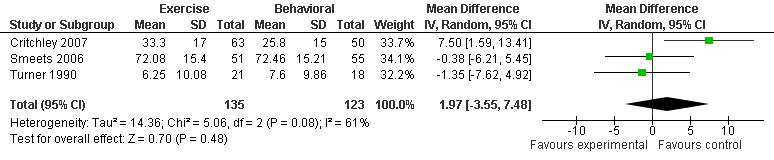 Exercise Behavioral Mean Difference Mean Difference
Study or Subgroup Mean SD Total Mean SD Total Weight IV, Random, 95% CI IV, Random, 95% CI
Critchley 2007 33.3 17 63 25.8 15 50 33.7% 7.50 [1.59, 13.41]
Smeets 2006 72.08 15.4 51 72.46 15.21 55 34.1% -0.38 [-6.21, 5.45]
Turner 1990 6.25 10.08 21 7.6 9.86 18 32.2% -1.35 [-7.62, 4.92]
Total (95% CI) 135 123 100.0% 1.97 [-3.55, 7.48]
Heterogeneity: Tau² = 14.36; Chi² = 5.06, df = 2 (P = 0.08); I² = 61%
Test for overall effect: Z = 0.70 (P = 0.48)
-10 -5 0 5 10
Favours experimental Favours control